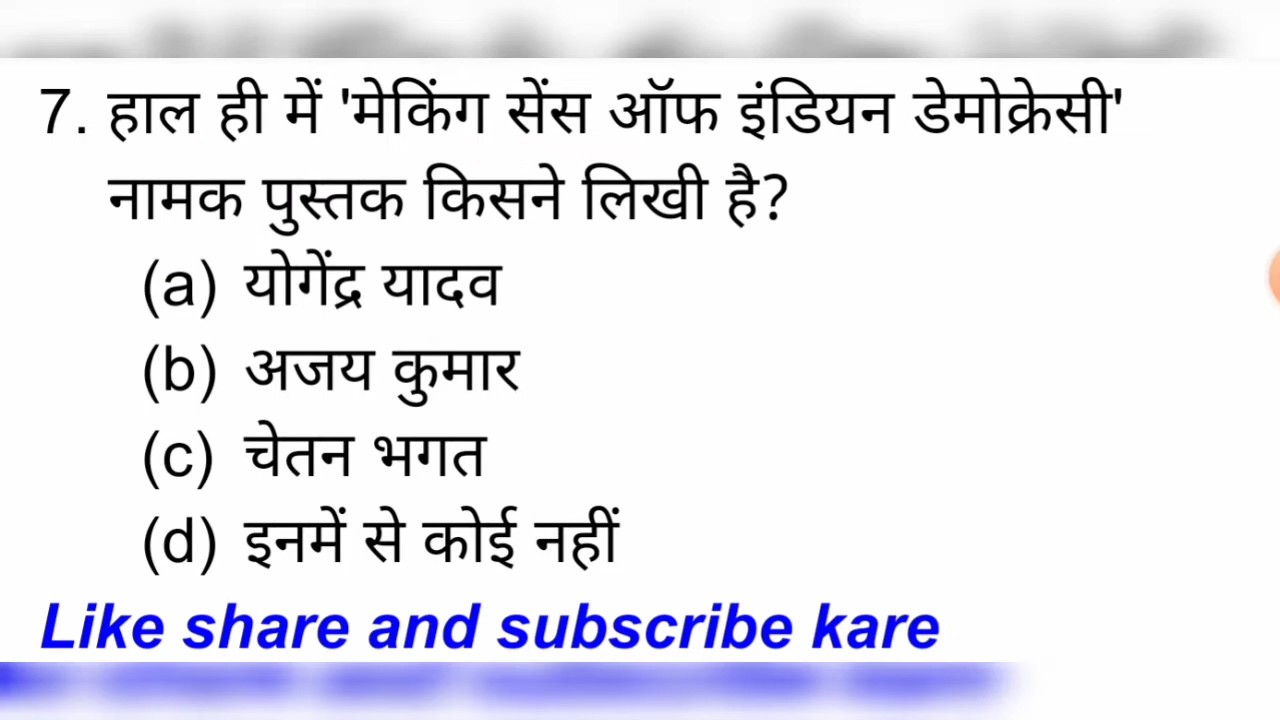 7. हाल ही में 'मेकिंग सेंस ऑफ इंडियन डेमोक्रेसी'
नामक पुस्तक किसने लिखी है?
(a) योगेंद्र यादव
(b) अजय कुमार
(c) चेतन भगत
(d) इनमें से कोई नहीं
Like share and subscribe kare